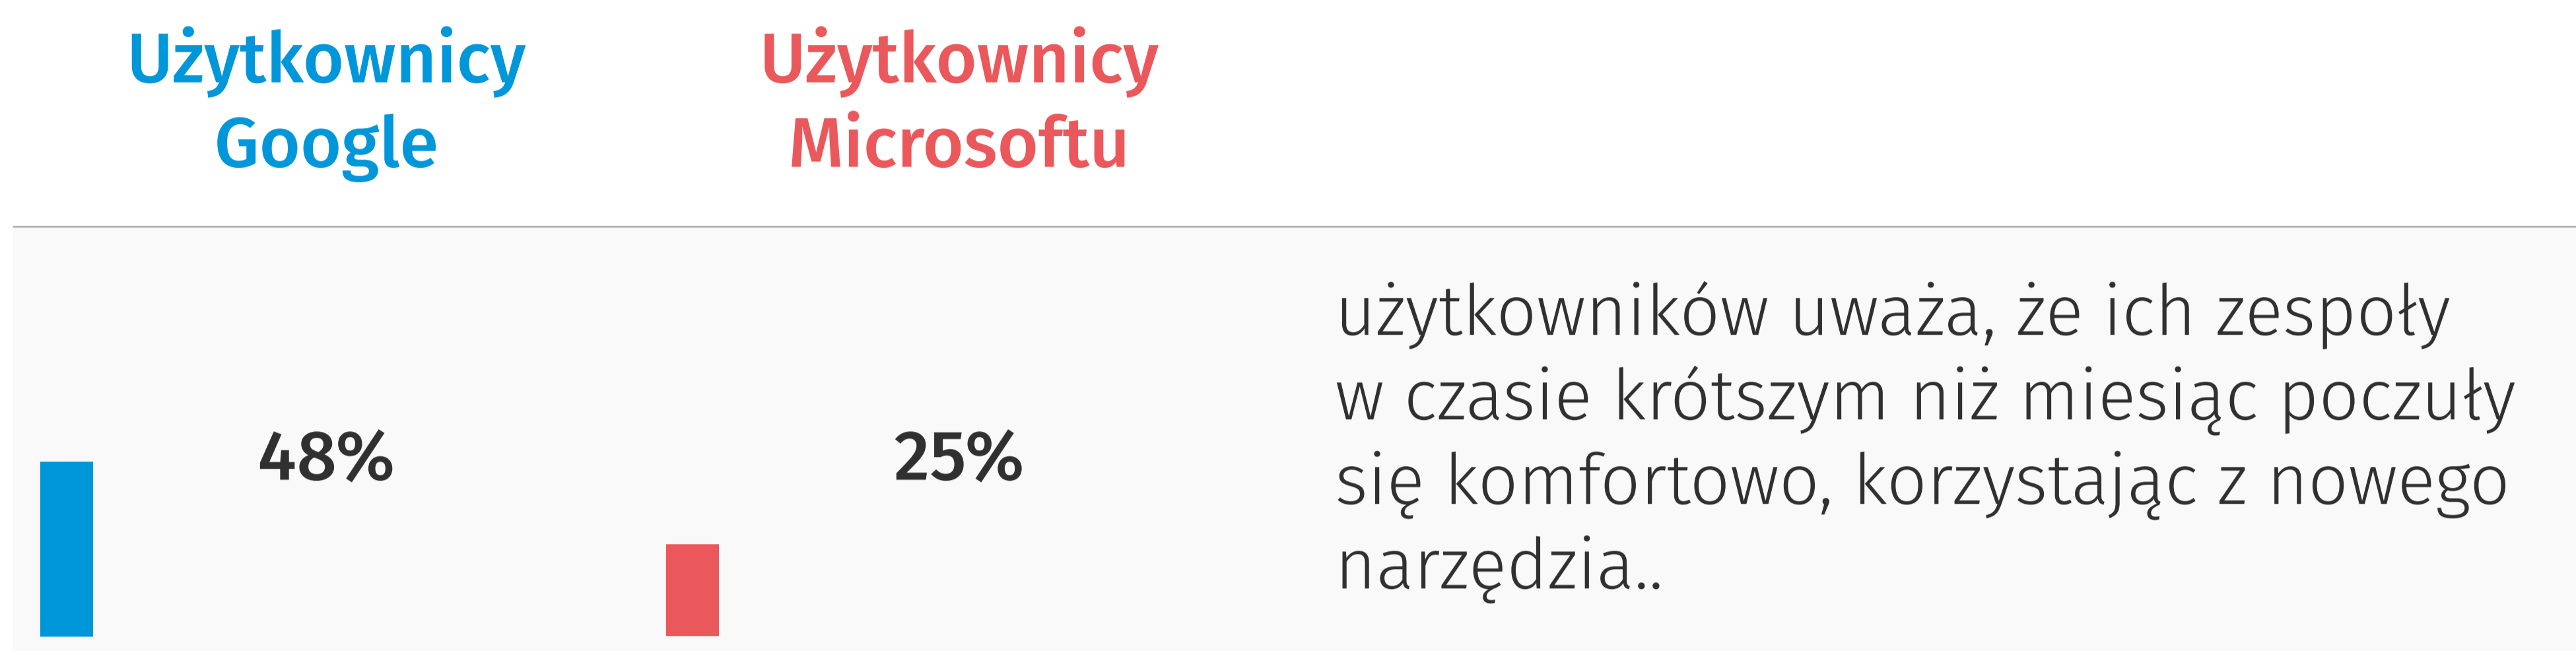 Użytkownicy
Google
Użytkownicy
Microsoftu
48%
25%
użytkowników uważa, że ich zespoły
w czasie krótszym niż miesiąc poczuły
się komfortowo, korzystając z nowego
narzędzia..